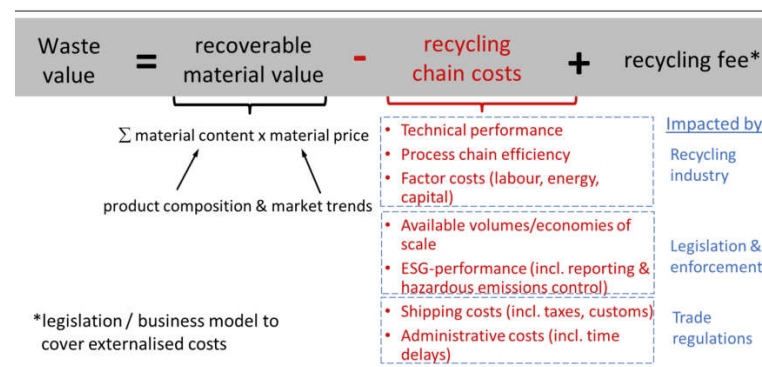 Waste value = recoverable material value - recycling chain costs + recycling fee*
∑ material content x material price
product composition & market trends
*legislation / business model to
cover externalised costs
• Technical performance
• Process chain efficiency
• Factor costs (labour, energy,
capital)
• Available volumes/economies of
scale
• ESG-performance (incl. reporting &
hazardous emissions control)
• Shipping costs (incl. taxes, customs)
• Administrative costs (incl. time
delays)
Impacted by
Recycling
industry
Legislation &
enforcement
Trade
regulations